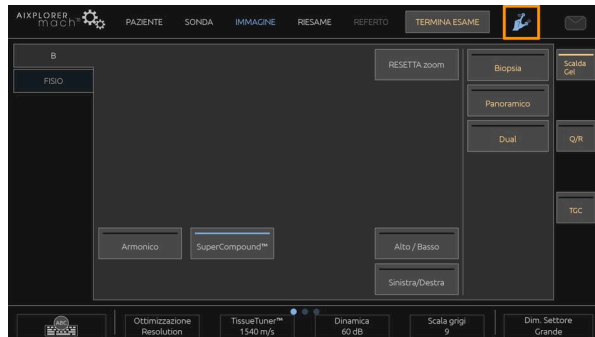 AIXPLORER
mach
PAZIENTE SONDA IMMAGINE RIESAME REFERTO TERMINA ESAME
B
FISIO
RESETTA zoom
Biopsia
Scalda
Gel
Panoramico
Dual
Q/R
TGC
Armonico
SuperCompound™
Alto / Basso
Sinistra/Destra
ABC
Ottimizzazione
Resolution
TissueTuner™
1540 m/s
Dinamica
60 dB
Scala grigi
9
Dim. Settore
Grande